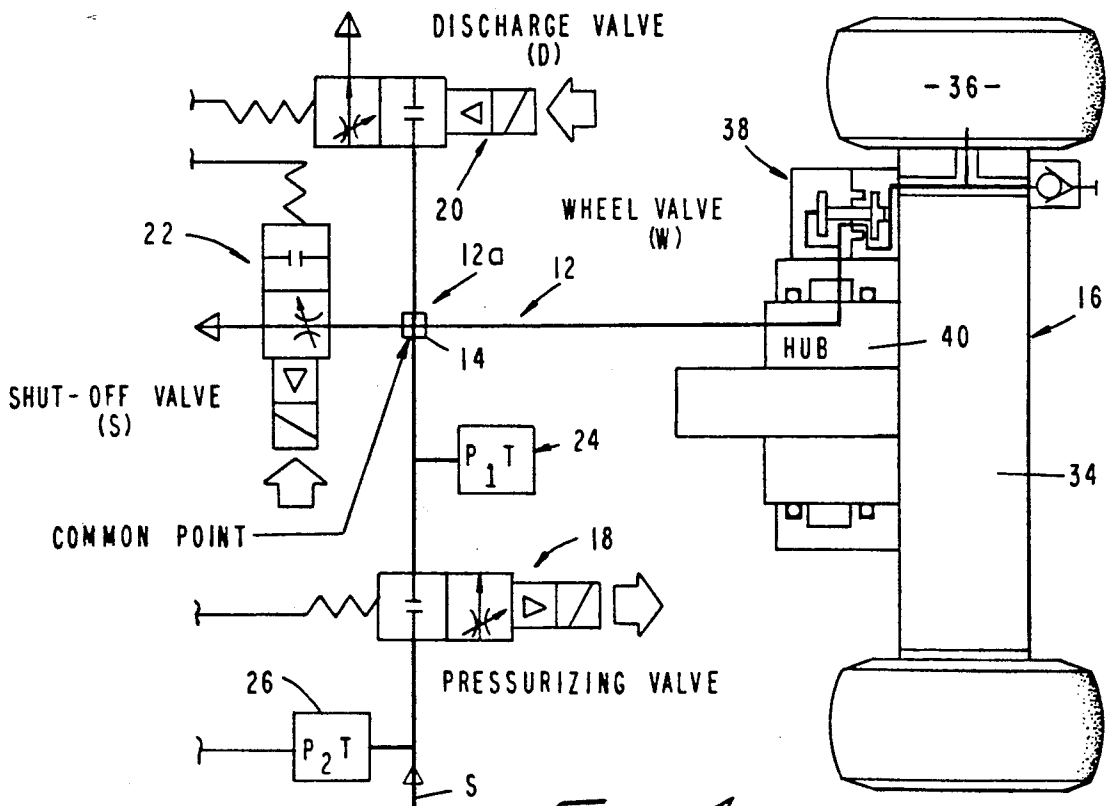 DISCHARGE VALVE
(D)
-36-
38
20
WHEEL VALVE
(W)
22
12a
12
16
14
HUB
40
SHUT-OFF VALVE
(S)
P1T
24
34
COMMON POINT
18
PRESSURIZING VALVE
26
P2T
S